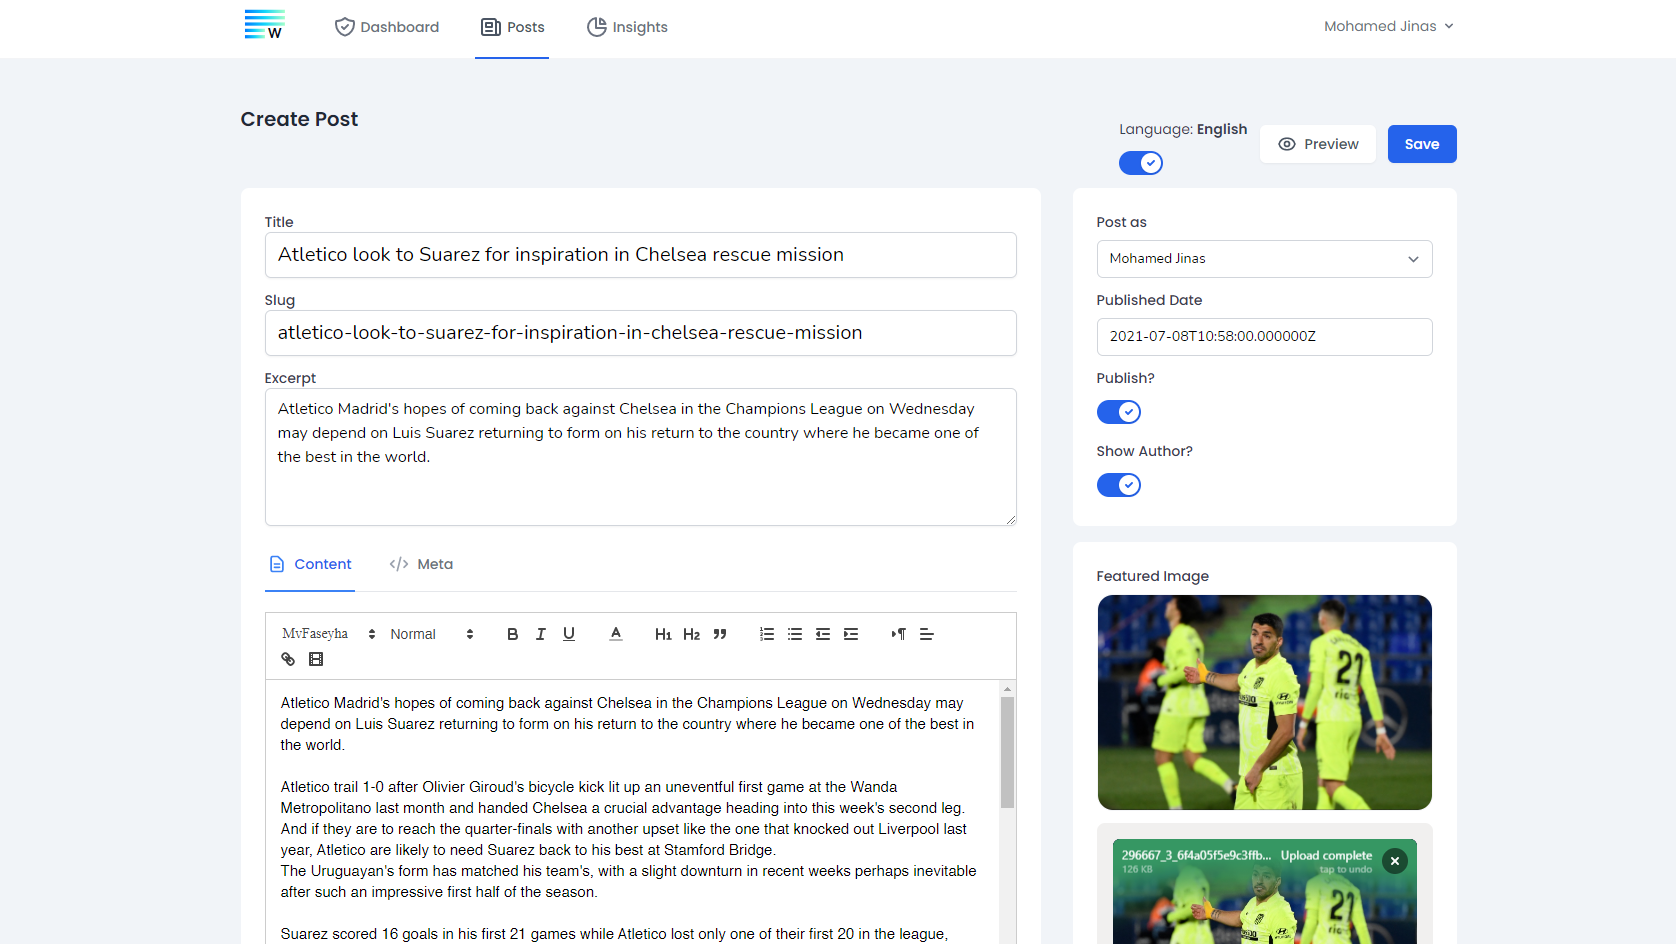 W
Dashboard
Posts
Insights
Mohamed Jinas
Create Post
Language: English
Preview
Save
Title
Atletico look to Suarez for inspiration in Chelsea rescue mission
Slug
atletico-look-to-suarez-for-inspiration-in-chelsea-rescue-mission
Excerpt
Atletico Madrid's hopes of coming back against Chelsea in the Champions League on Wednesday
may depend on Luis Suarez returning to form on his return to the country where he became one of
the best in the world.
Content
Meta
MvFaseyha
Normal
B I U A H1 H2
Atletico Madrid's hopes of coming back against Chelsea in the Champions League on Wednesday may
depend on Luis Suarez returning to form on his return to the country where he became one of the best in
the world.
Atletico trail 1-0 after Olivier Giroud's bicycle kick lit up an uneventful first game at the Wanda
Metropolitano last month and handed Chelsea a crucial advantage heading into this week's second leg.
And if they are to reach the quarter-finals with another upset like the one that knocked out Liverpool last
year, Atletico are likely to need Suarez back to his best at Stamford Bridge.
The Uruguayan's form has matched his team's, with a slight downturn in recent weeks perhaps inevitable
after such an impressive first half of the season.
Suarez scored 16 goals in his first 21 games while Atletico lost only one of their first 20 in the league,
Post as
Mohamed Jinas
Published Date
2021-07-08T10:58:00.000000Z
Publish?
Show Author?
Featured Image
21
296667_3_6f4a05f5e9c3ffb...
126 KB
Upload complete
tap to undo
21